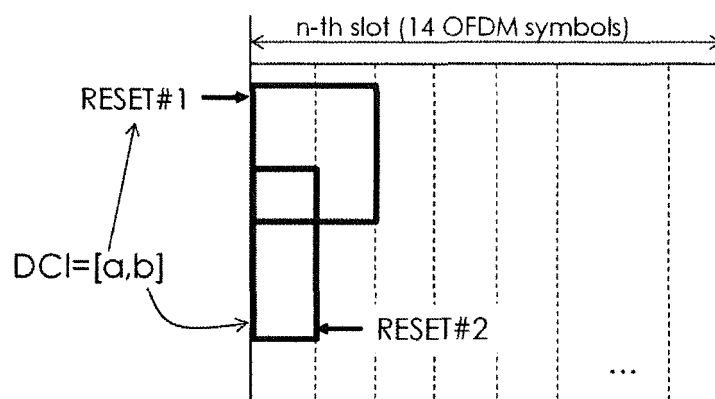 n-th slot (14 OFDM symbols)
RESET#1
DCI=[a,b]
RESET#2
...